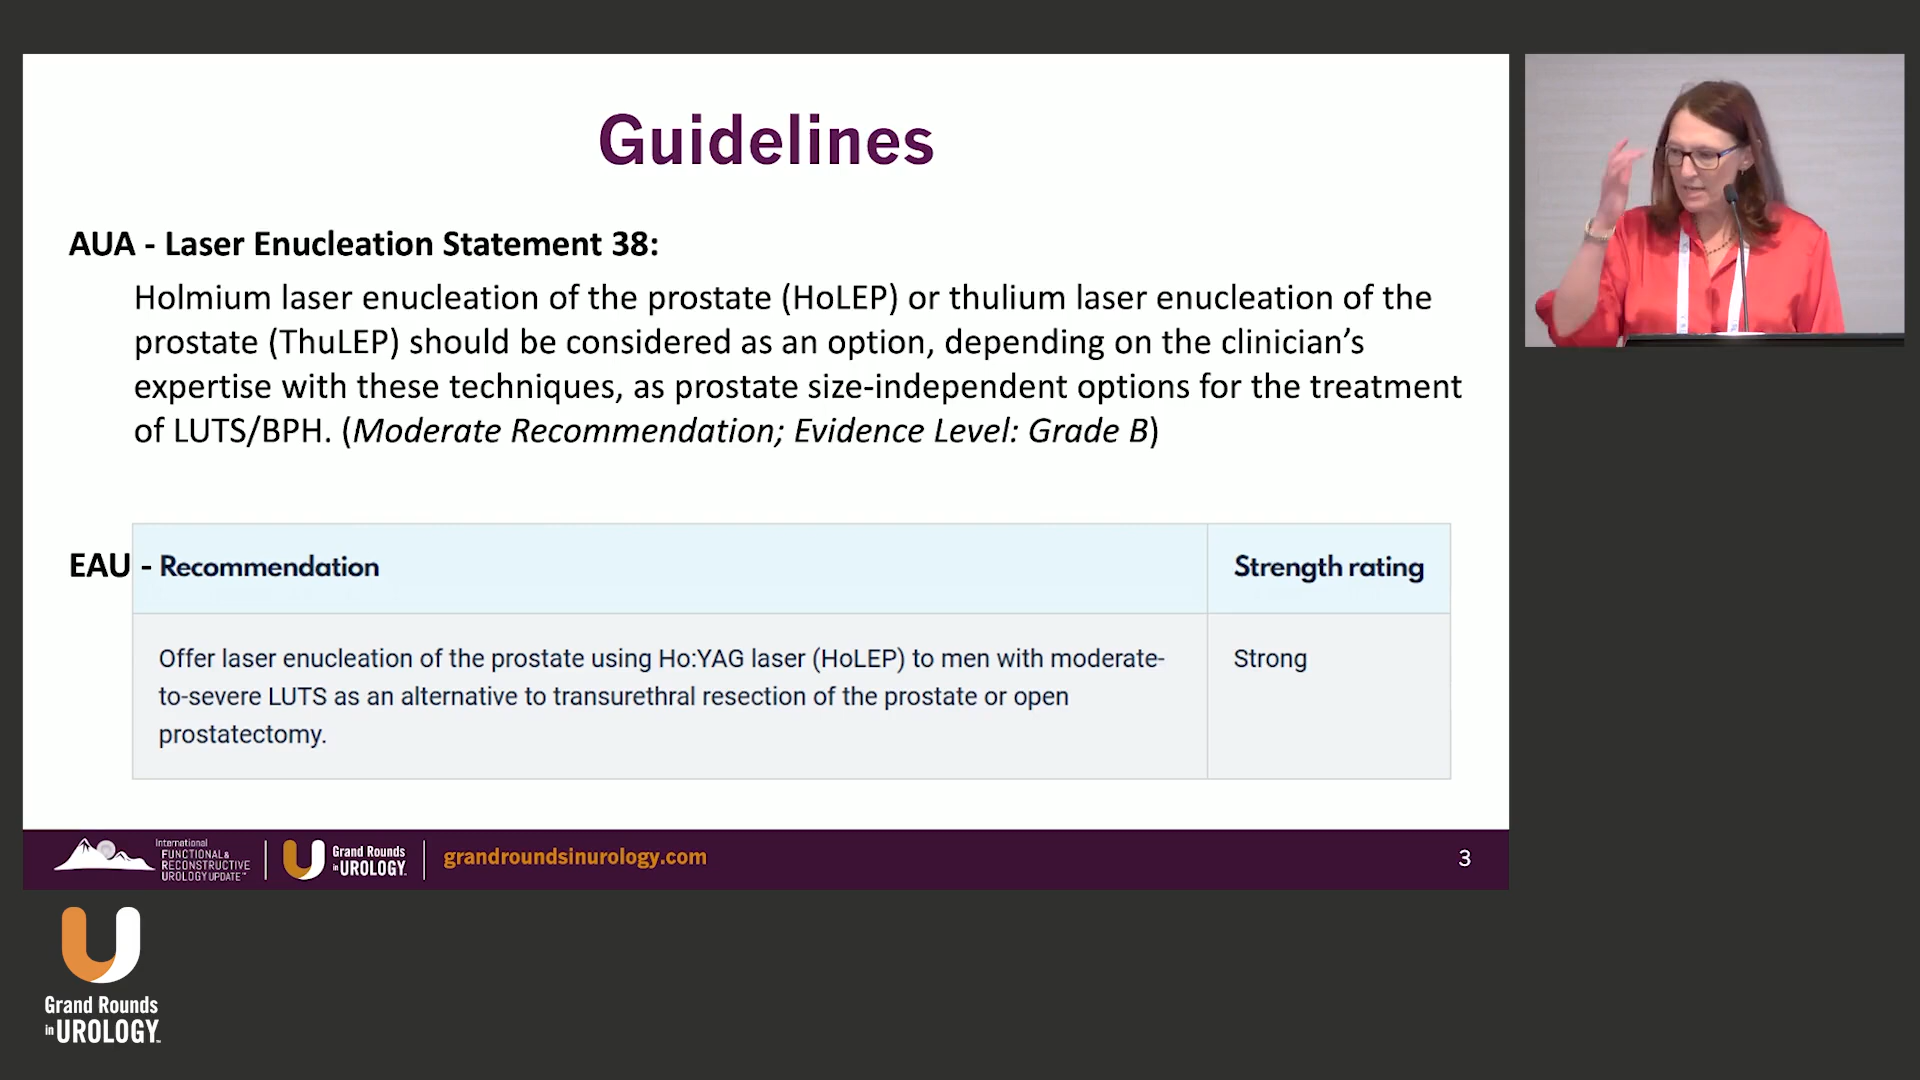 Guidelines
AUA - Laser Enucleation Statement 38:
Holmium laser enucleation of the prostate (HoLEP) or thulium laser enucleation of the
prostate (ThuLEP) should be considered as an option, depending on the clinician’s
expertise with these techniques, as prostate size-independent options for the treatment
of LUTS/BPH. (Moderate Recommendation; Evidence Level: Grade B)
EAU - Recommendation
Strength rating
Offer laser enucleation of the prostate using Ho:YAG laser (HoLEP) to men with moderate-
to-severe LUTS as an alternative to transurethral resection of the prostate or open
prostatectomy.
Strong
International
FUNCTIONAL &
RECONSTRUCTIVE
UROLOGY UPDATE™
Grand Rounds
in UROLOGY.
grandroundsinurology.com
3
Grand Rounds
in UROLOGY™